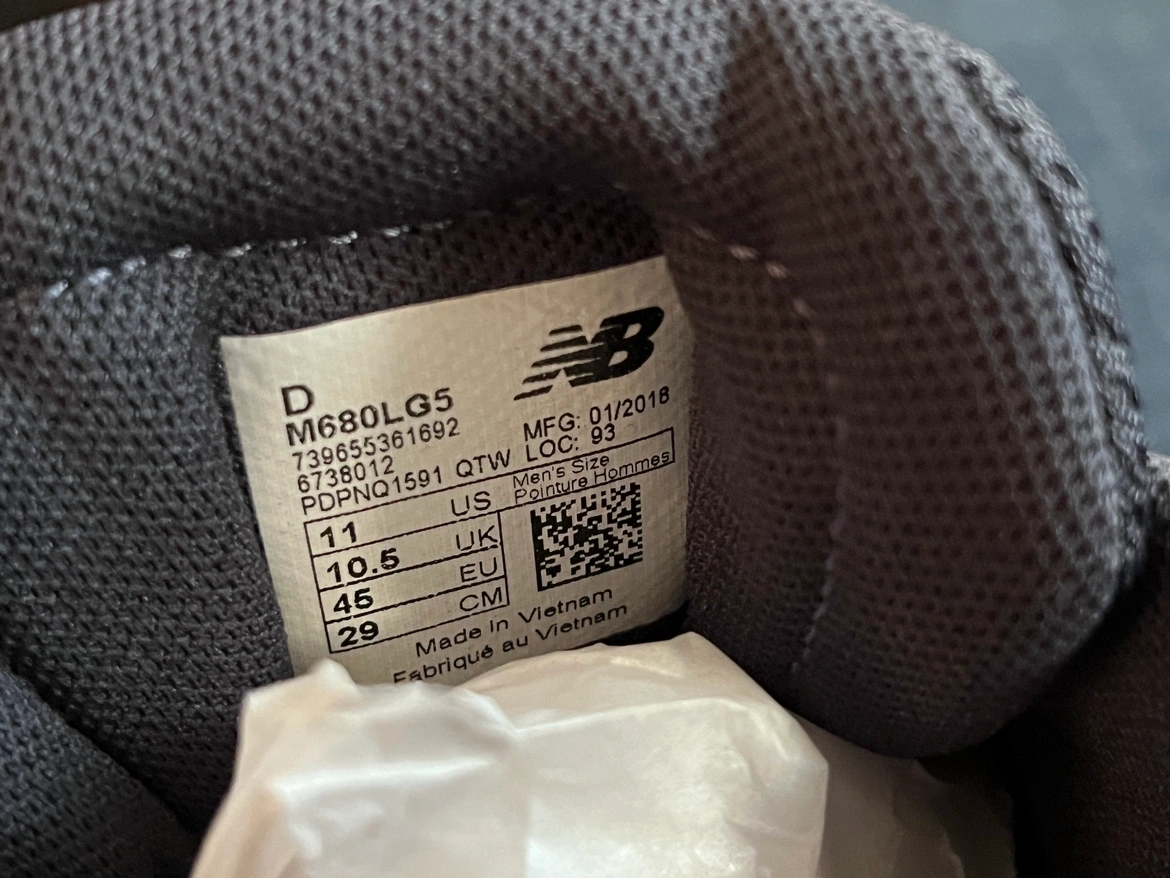 NB
D
M680LG5
739655361692
6738012
PDPNQ1591 QTW
MFG: 01/2018
LOC: 93
Men's Size
Pointure Hommes
11 US
10.5 UK
45 EU
29 CM
Made in Vietnam
Fabriqué au Vietnam